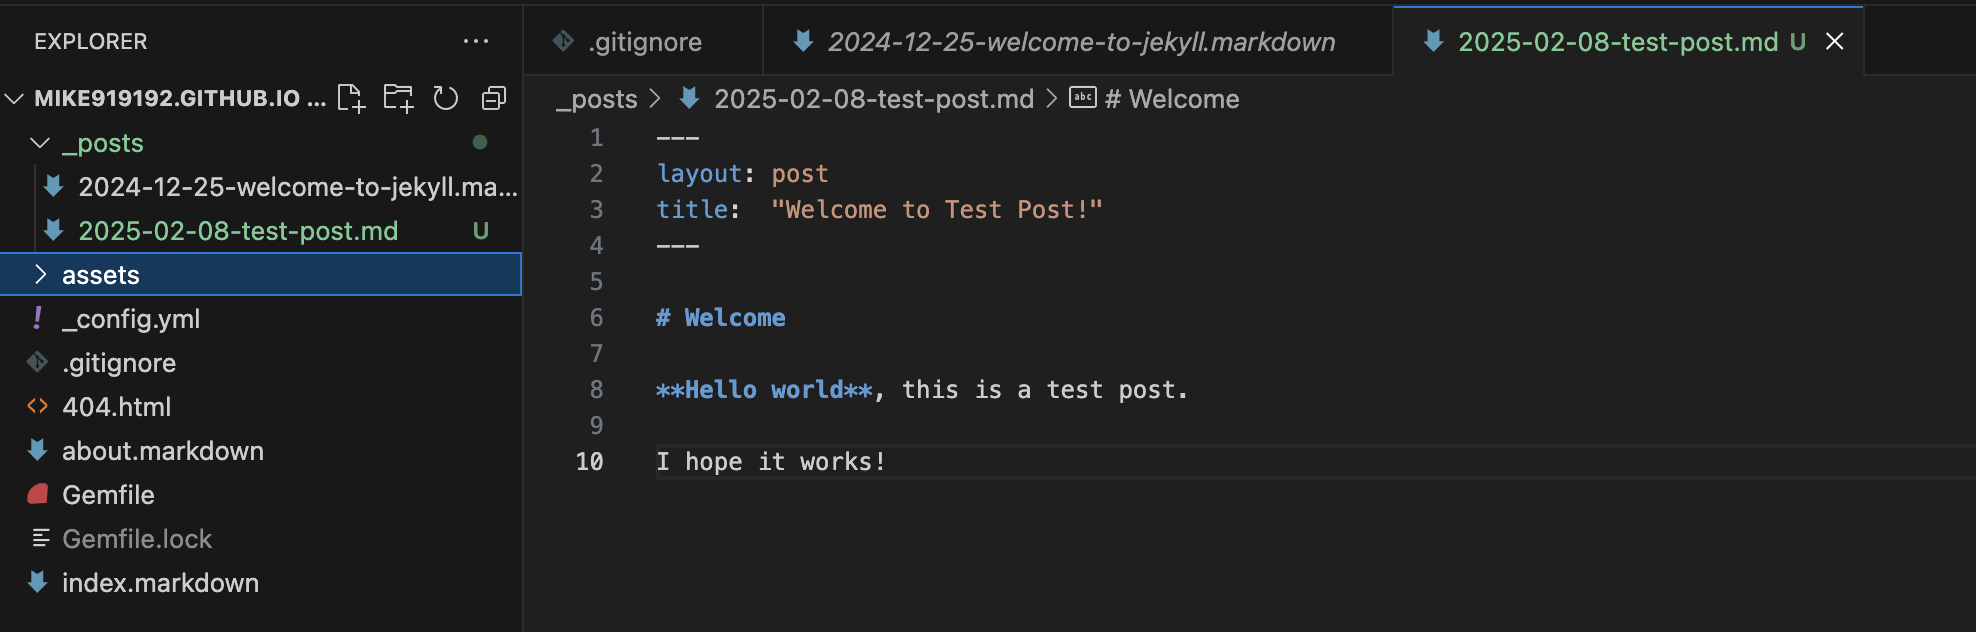 EXPLORER ...
MIKE919192.GITHUB.IO ...
_posts
2024-12-25-welcome-to-jekyll.ma...
2025-02-08-test-post.md U
assets
! _config.yml
.gitignore
<> 404.html
about.markdown
Gemfile
Gemfile.lock
index.markdown
.gitignore 2024-12-25-welcome-to-jekyll.markdown 2025-02-08-test-post.md U
_posts > 2025-02-08-test-post.md > abc # Welcome
1 ---
2 layout: post
3 title:  "Welcome to Test Post!"
4 ---
5
6 # Welcome
7
8 **Hello world**, this is a test post.
9
10 I hope it works!